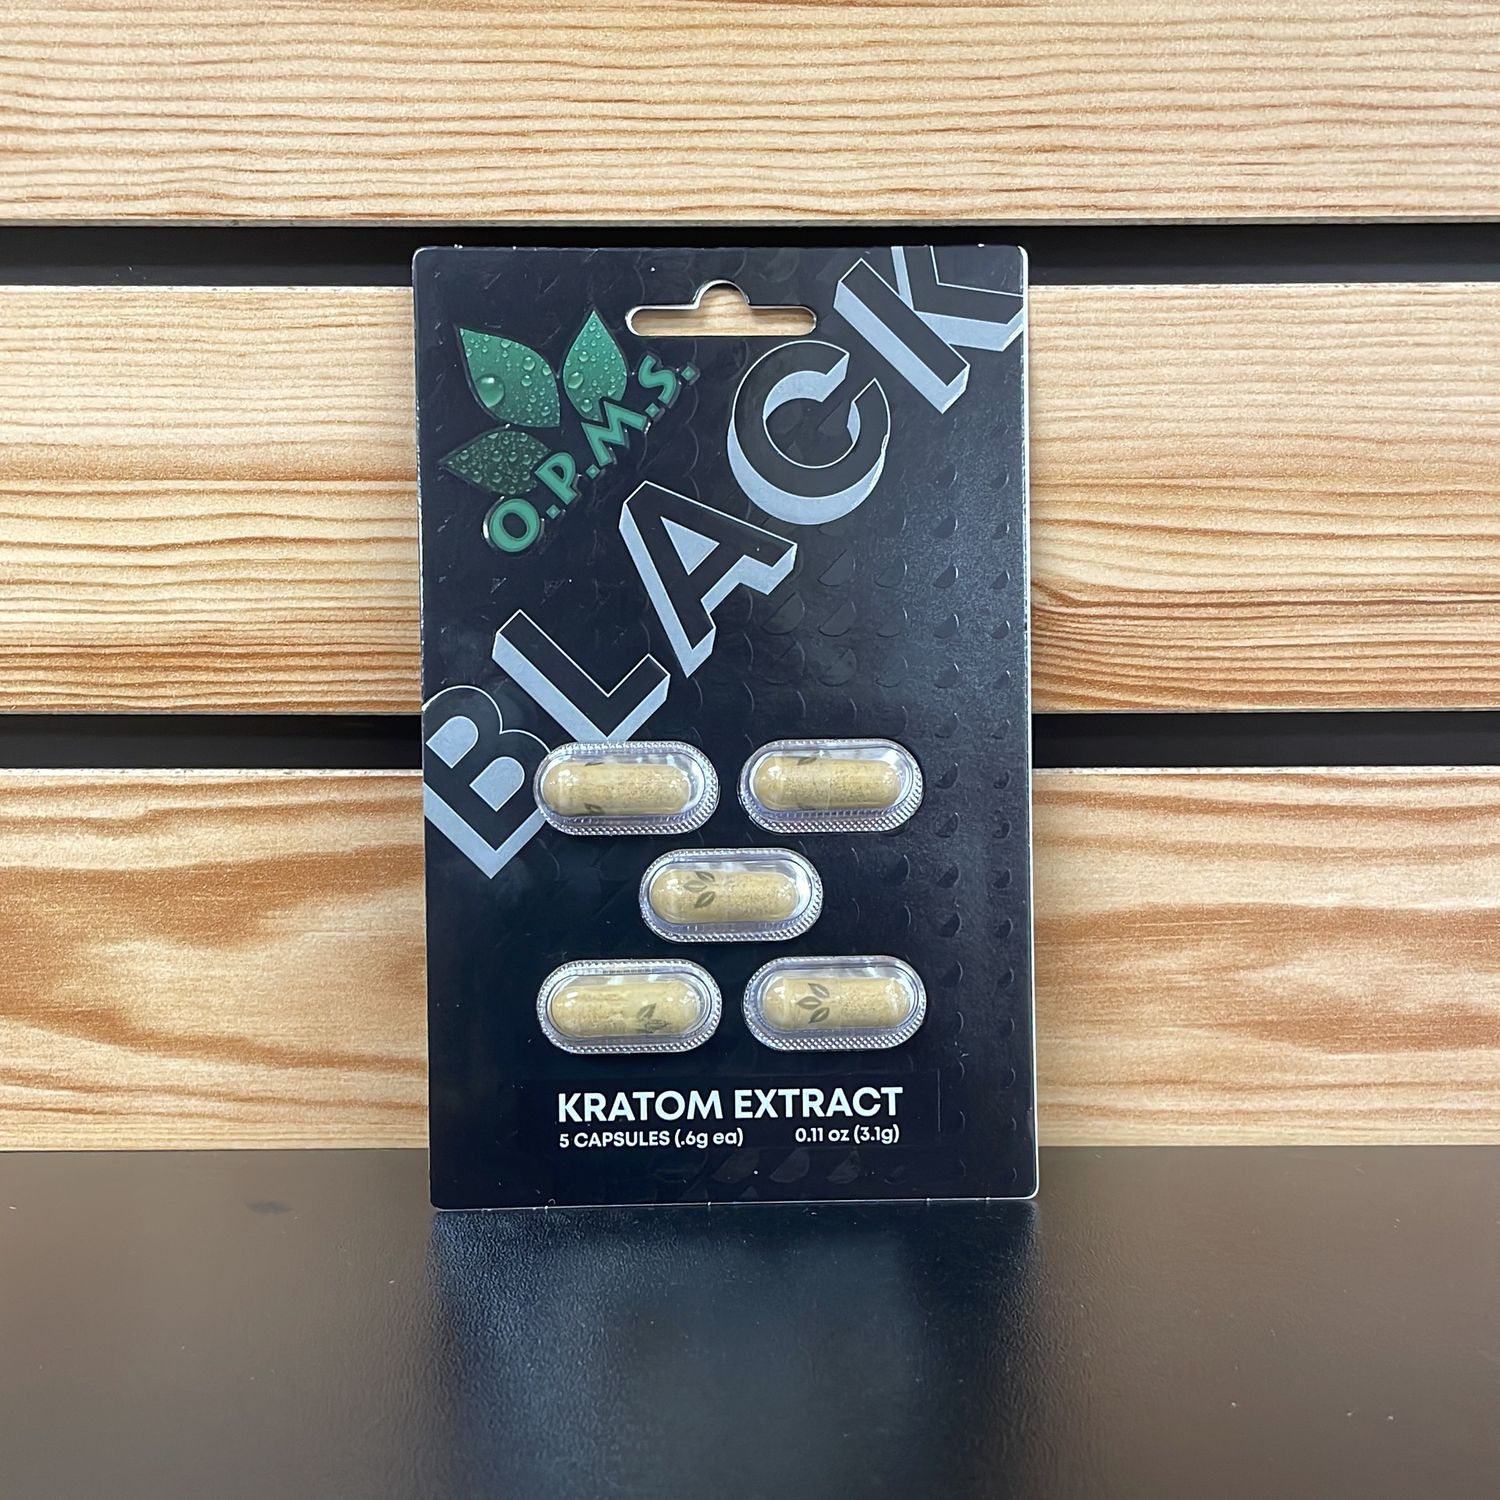 O.P.M.S.
BLACK
KRATOM EXTRACT
5 CAPSULES (.6g ea) 0.11 oz (3.1g)